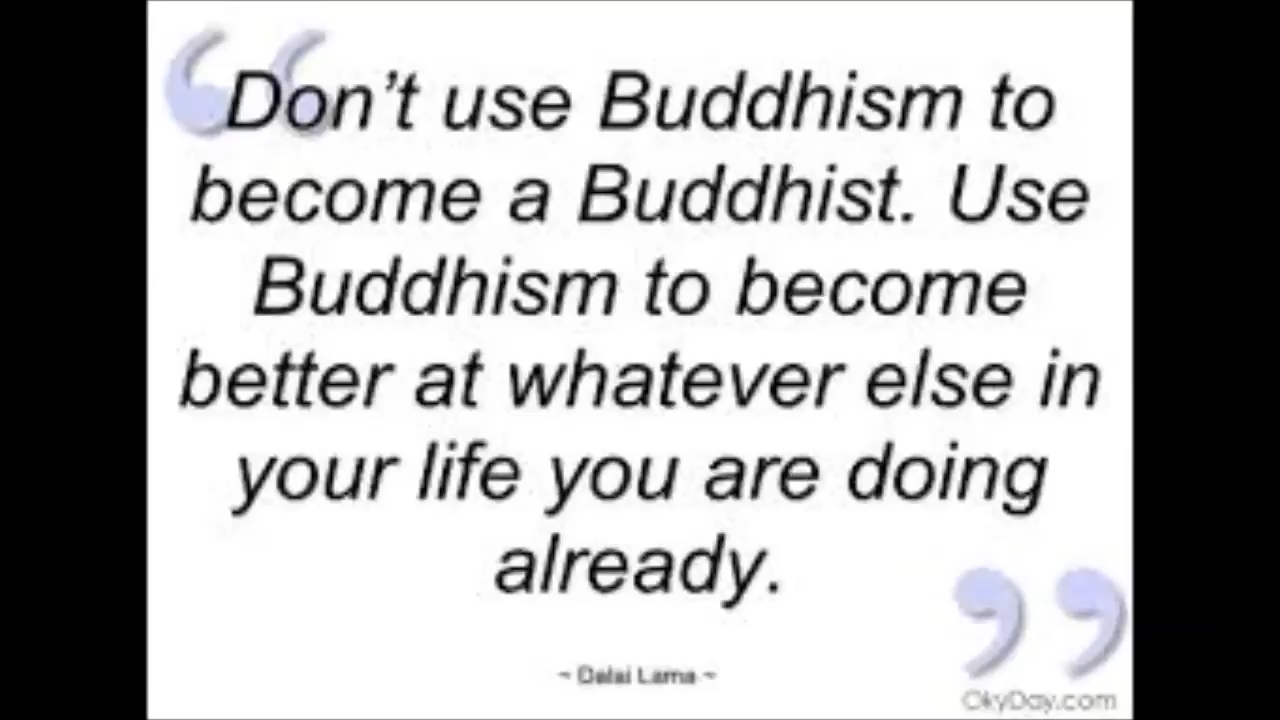 Don’t use Buddhism to
become a Buddhist. Use
Buddhism to become
better at whatever else in
your life you are doing
already.
~ Dalai Lama ~
OkyDay.com